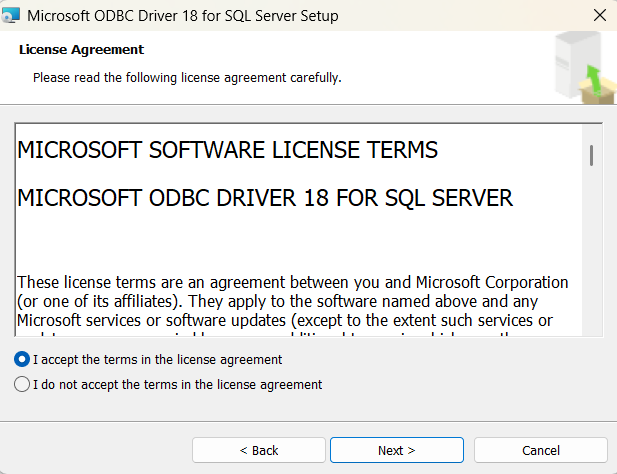 Microsoft ODBC Driver 18 for SQL Server Setup
License Agreement
Please read the following license agreement carefully.
MICROSOFT SOFTWARE LICENSE TERMS
MICROSOFT ODBC DRIVER 18 FOR SQL SERVER
These license terms are an agreement between you and Microsoft Corporation
(or one of its affiliates). They apply to the software named above and any
Microsoft services or software updates (except to the extent such services or
I accept the terms in the license agreement
I do not accept the terms in the license agreement
< Back
Next >
Cancel